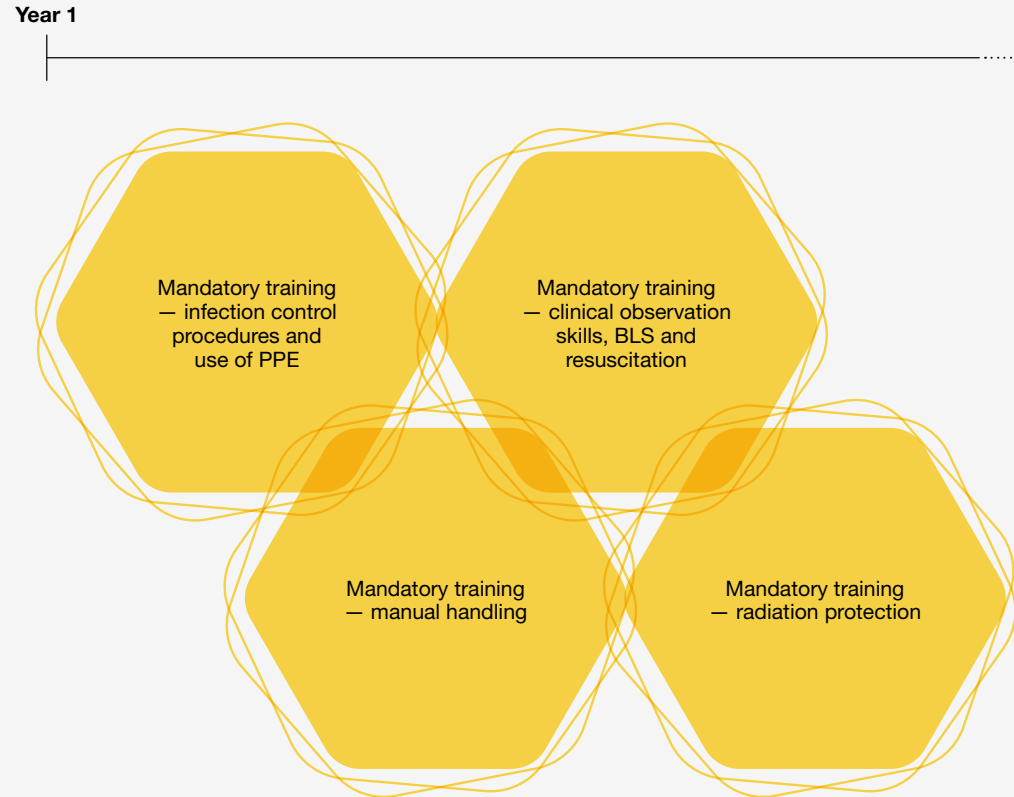 Year 1
Mandatory training
— infection control
procedures and
use of PPE
Mandatory training
— clinical observation
skills, BLS and
resuscitation
Mandatory training
— manual handling
Mandatory training
— radiation protection